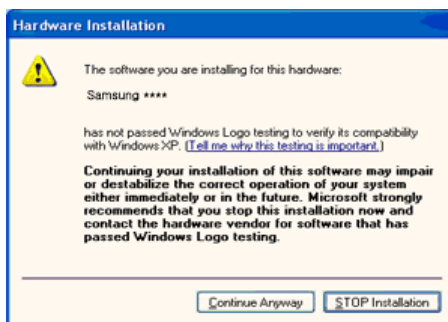 Hardware Installation
The software you are installing for this hardware:
Samsung ****
has not passed Windows Logo testing to verify its compatibility
with Windows XP. (Tell me why this testing is important.)
Continuing your installation of this software may impair
or destabilize the correct operation of your system
either immediately or in the future. Microsoft strongly
recommends that you stop this installation now and
contact the hardware vendor for software that has
passed Windows Logo testing.
Continue Anyway
STOP Installation